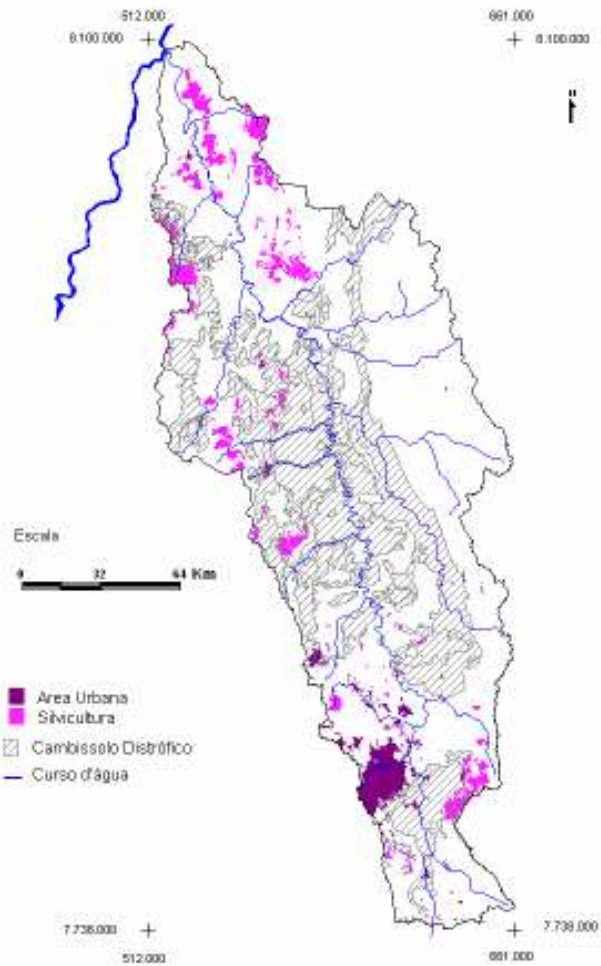 512.000 661.000
8.100.000 8.100.000
Escala
0 32 64 Km
Area Urbana
Silvicultura
Cambissolo Distrófico
Curso d'água
7.738.000 7.738.000
512.000 661.000